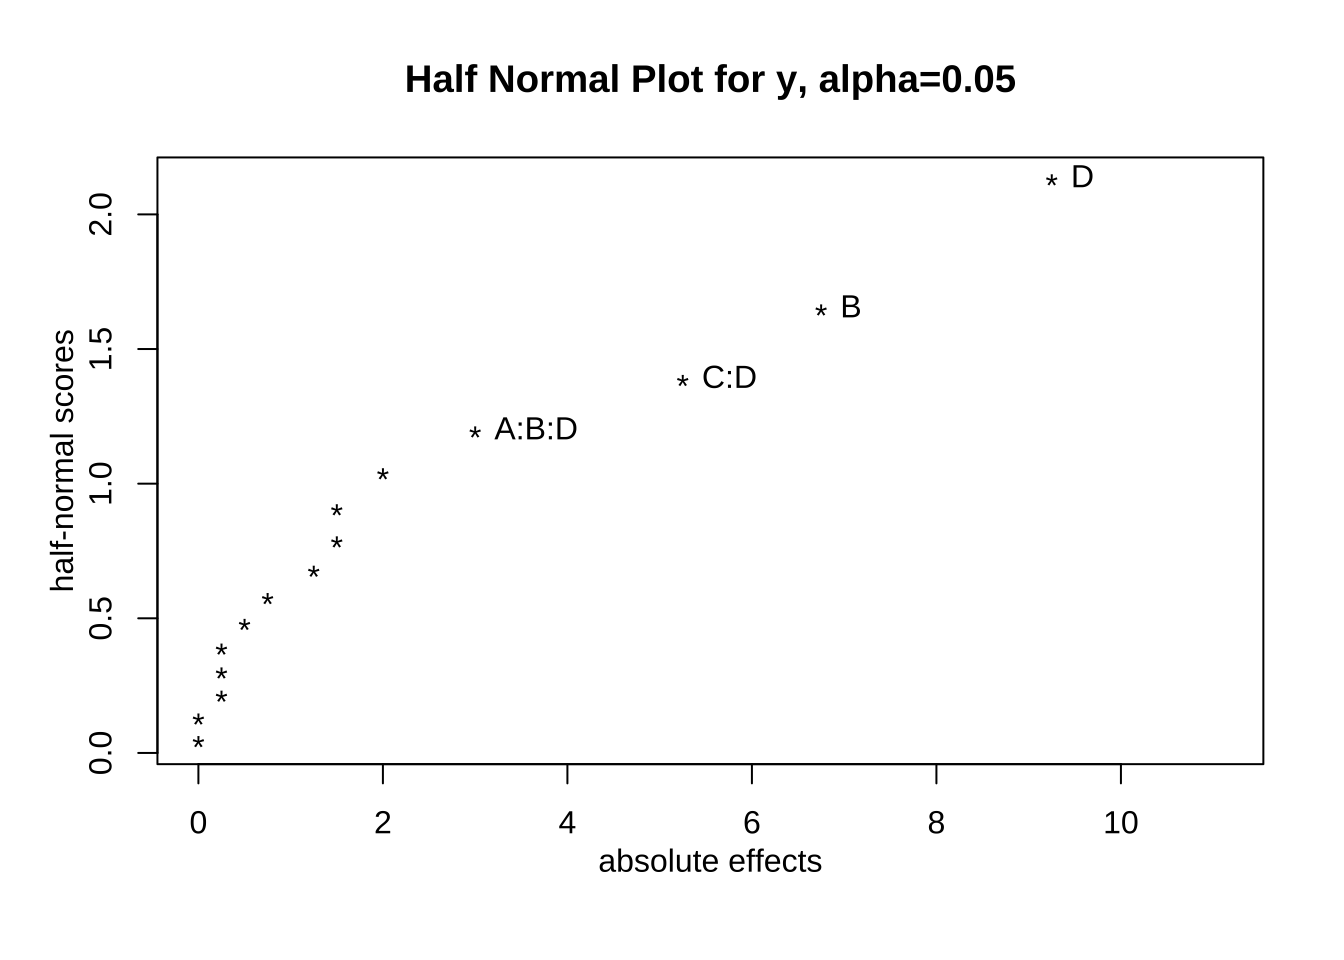 Half Normal Plot for y, alpha=0.05
D
B
C:D
A:B:D
half-normal scores
2.0
1.5
1.0
0.5
0.0
0 2 4 6 8 10
absolute effects